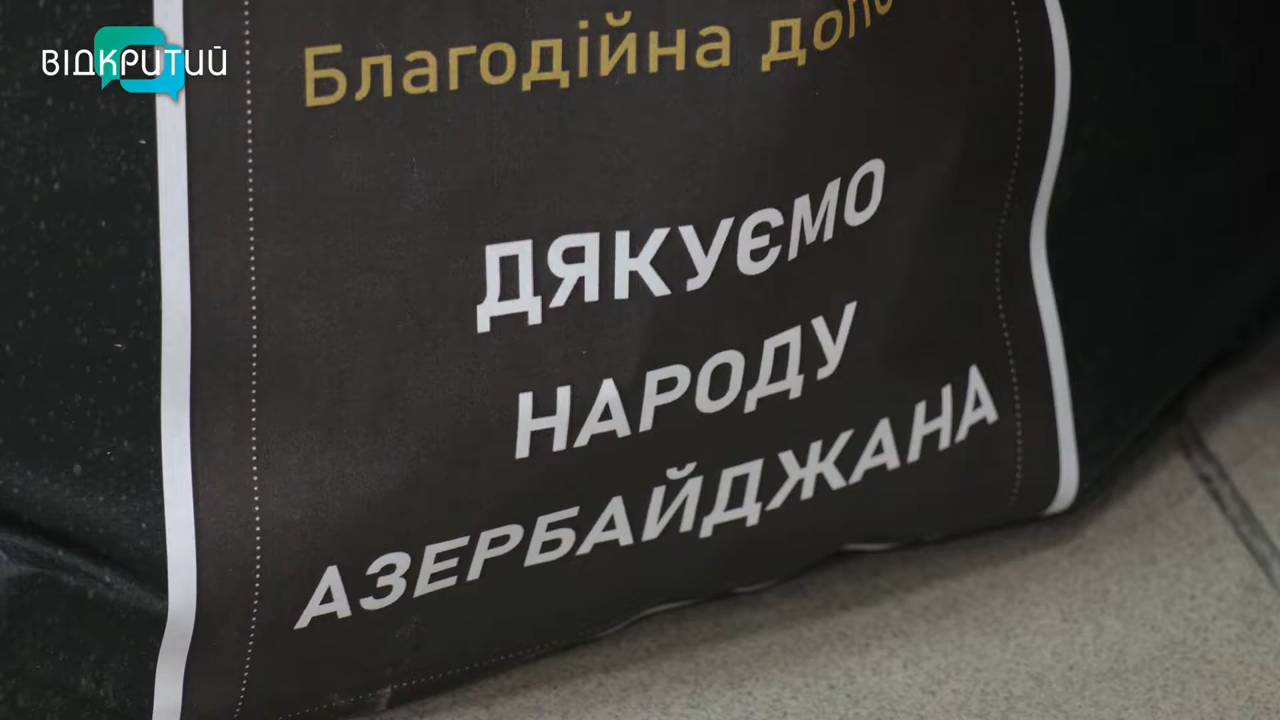 ВІДКРИТИЙ
Благодійна
ДЯКУЄМО
НАРОДУ
АЗЕРБАЙДЖАНА